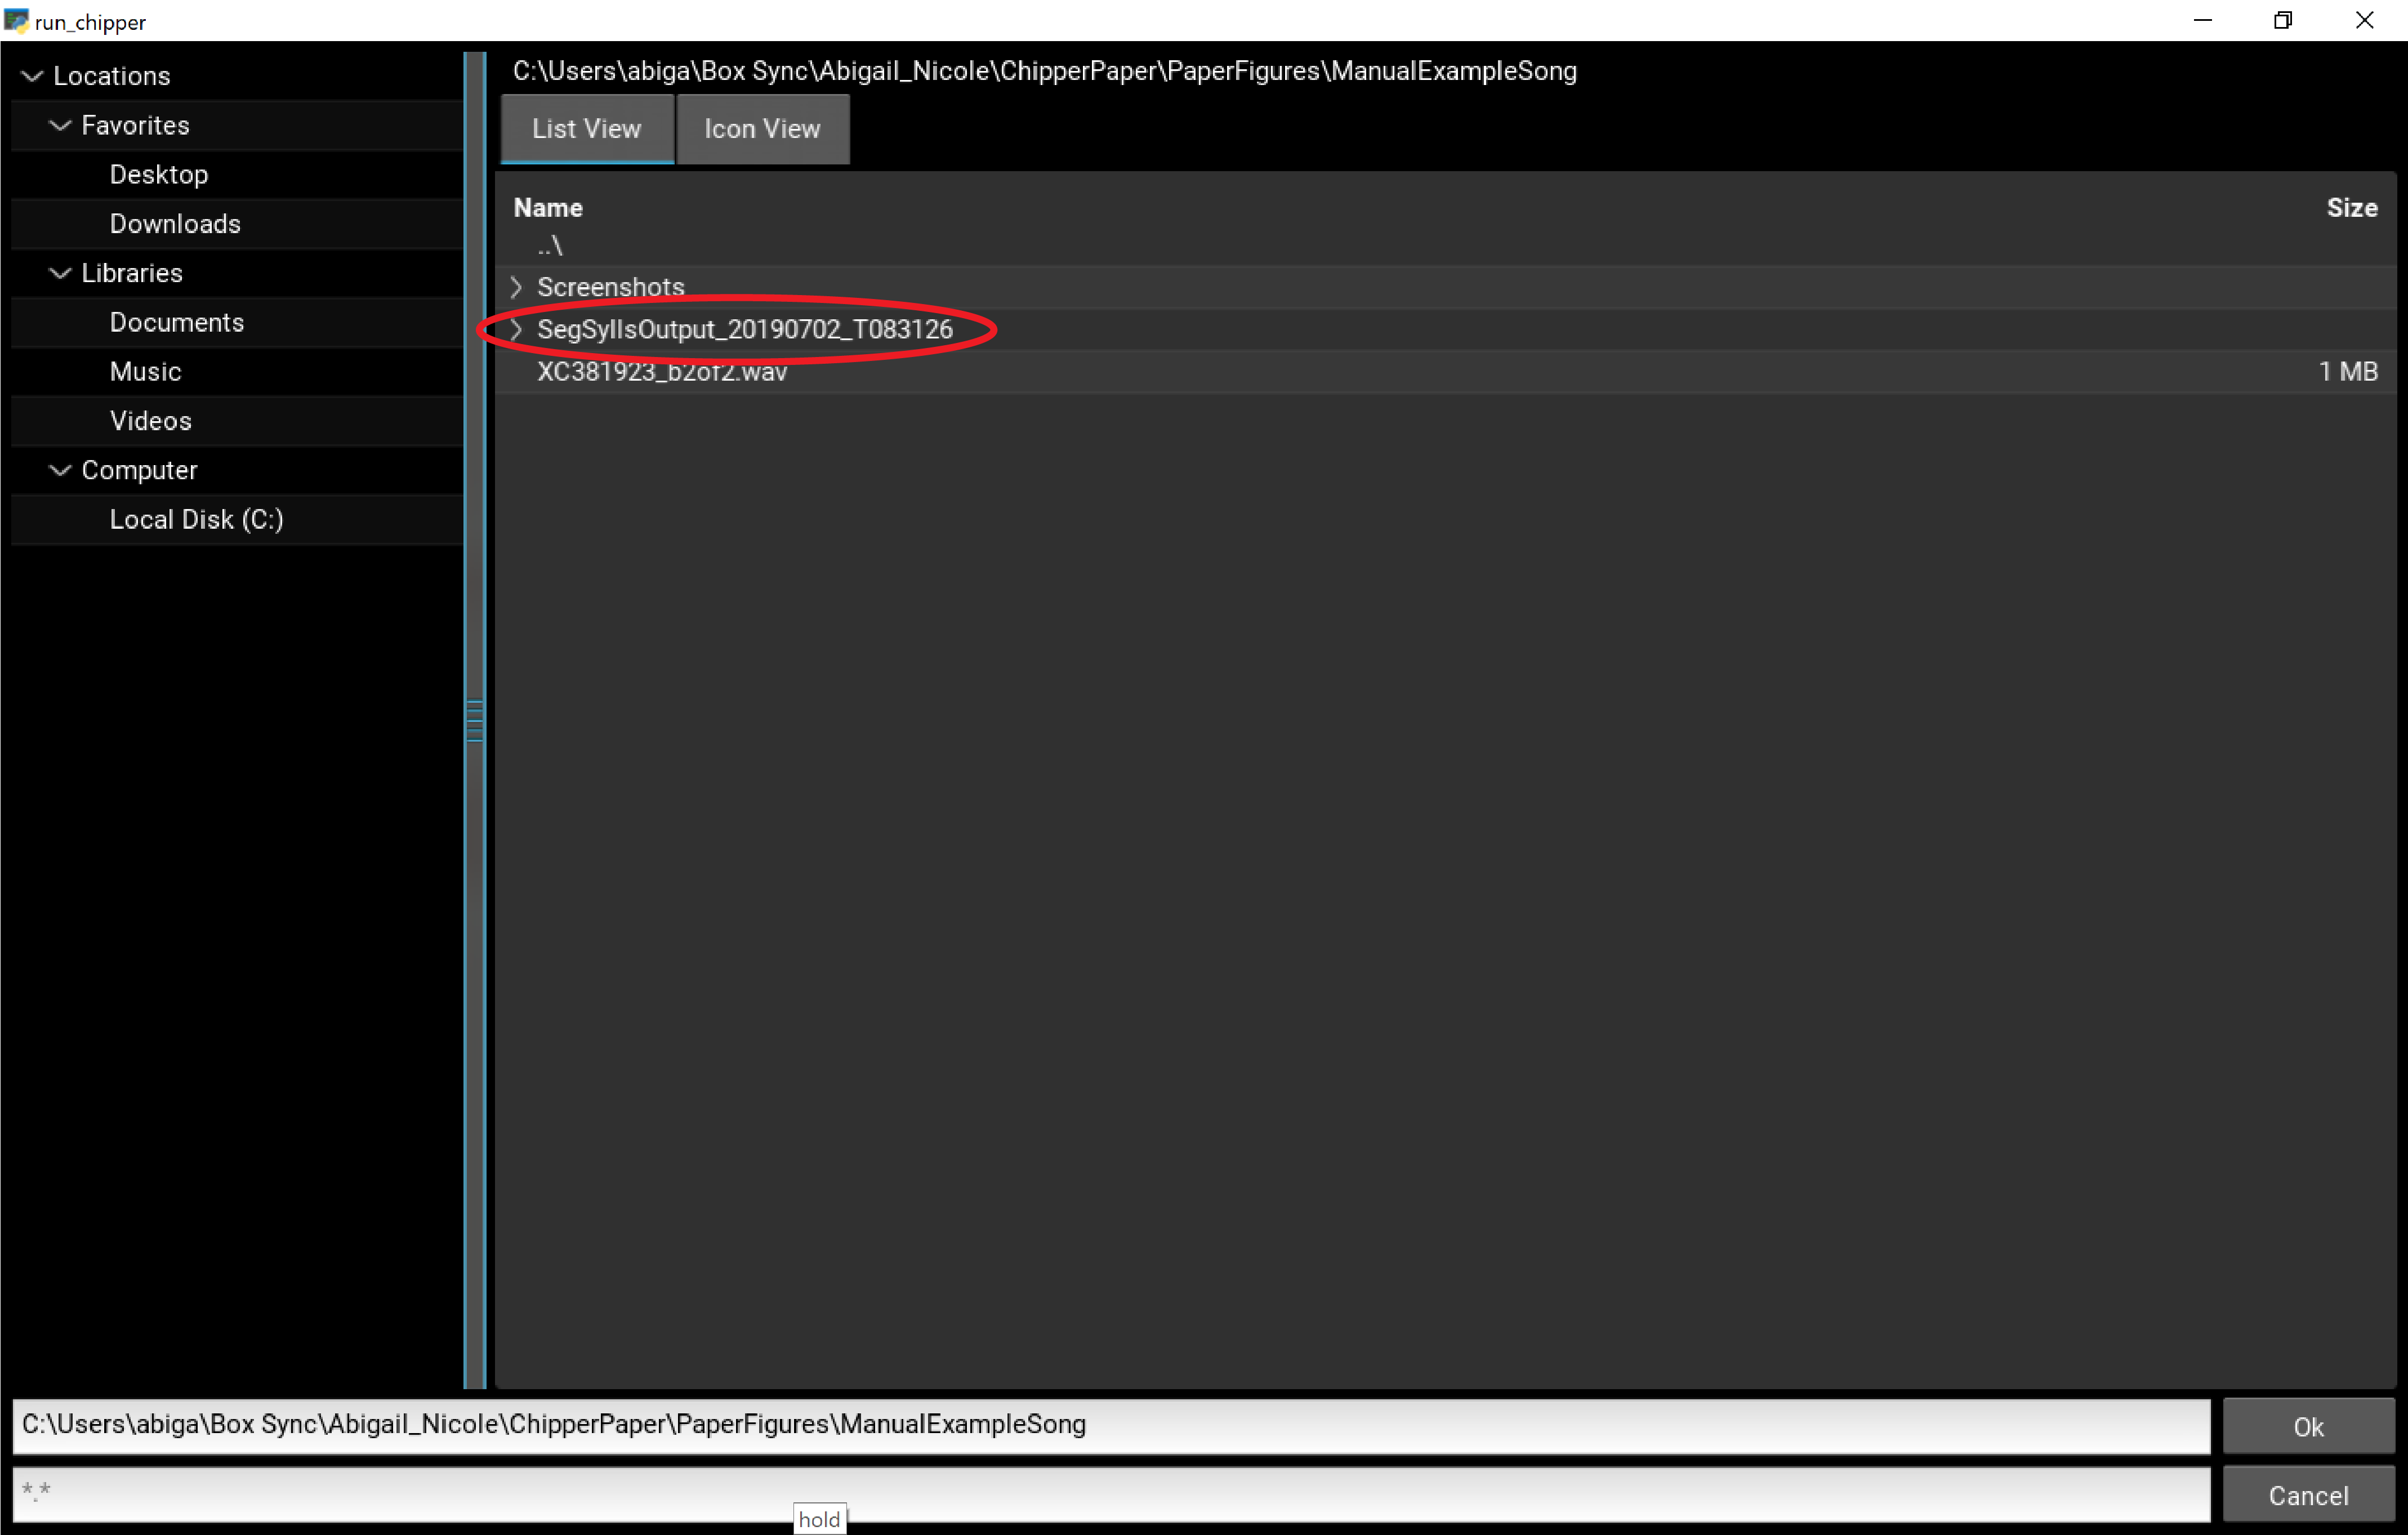 run_chipper
Locations
Favorites
Desktop
Downloads
Libraries
Documents
Music
Videos
Computer
Local Disk (C:)
C:\Users\abiga\Box Sync\Abigail_Nicole\ChipperPaper\PaperFigures\ManualExampleSong
List View
Icon View
Name Size
..\
Screenshots
SegSyllsOutput_20190702_T083126
XC381923_b2of2.wav 1 MB
C:\Users\abiga\Box Sync\Abigail_Nicole\ChipperPaper\PaperFigures\ManualExampleSong
Ok
*.*
Cancel
hold